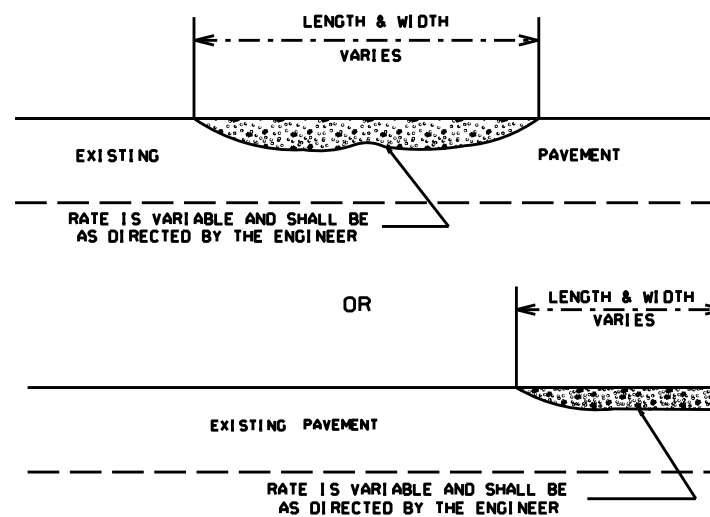 LENGTH & WIDTH
VARIES
EXISTING
PAVEMENT
RATE IS VARIABLE AND SHALL BE
AS DIRECTED BY THE ENGINEER
OR
LENGTH & WIDTH
VARIES
EXISTING PAVEMENT
RATE IS VARIABLE AND SHALL BE
AS DIRECTED BY THE ENGINEER